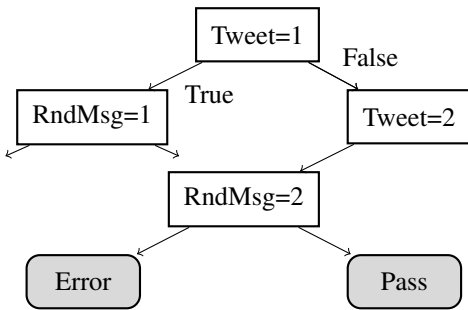 Tweet=1
False
True
RndMsg=1
Tweet=2
RndMsg=2
Error
Pass